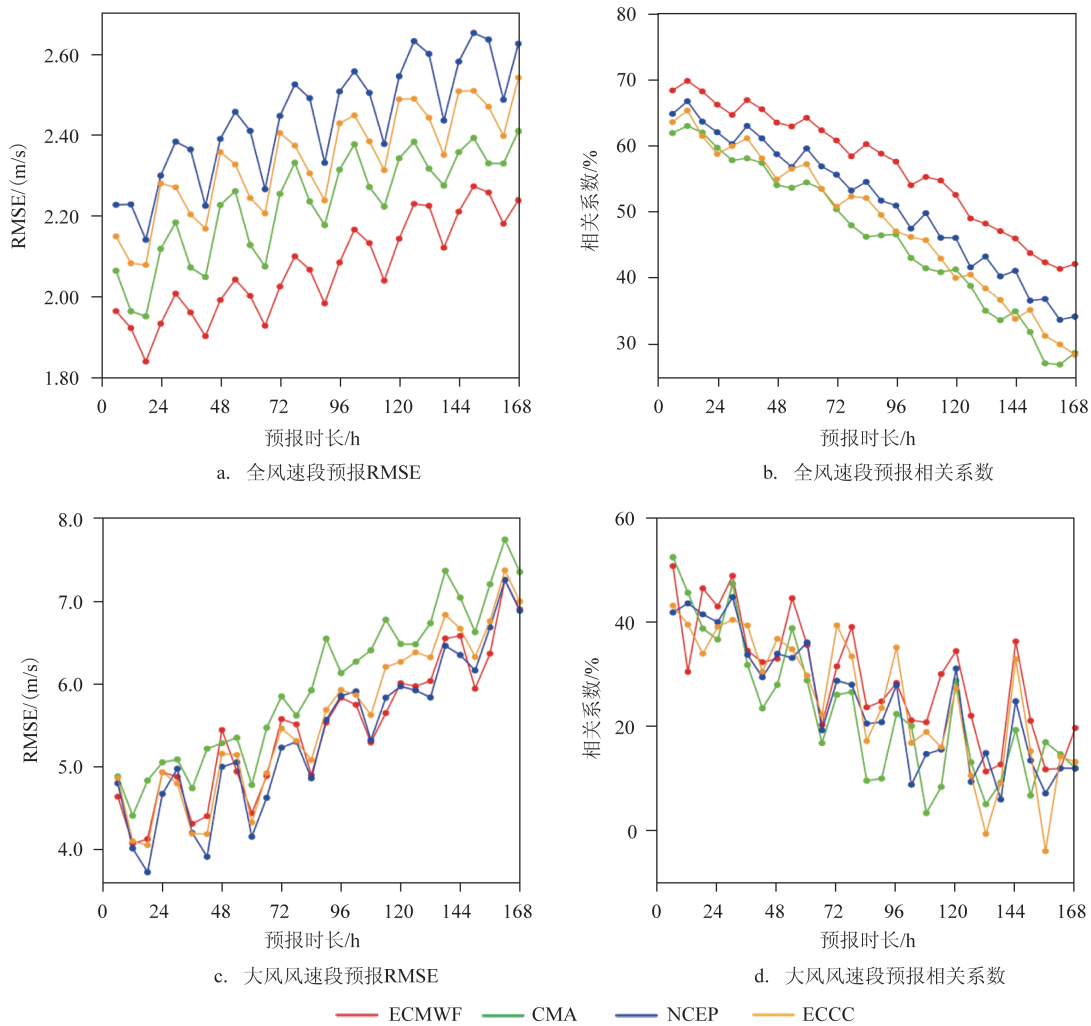 RMSE/(m/s)
2.60
2.40
2.20
2.00
1.80
0 24 48 72 96 120 144 168
预报时长/h
a. 全风速段预报RMSE
相关系数/%
80
70
60
50
40
30
0 24 48 72 96 120 144 168
预报时长/h
b. 全风速段预报相关系数
RMSE/(m/s)
8.0
7.0
6.0
5.0
4.0
0 24 48 72 96 120 144 168
预报时长/h
c. 大风风速段预报RMSE
相关系数/%
60
40
20
0
0 24 48 72 96 120 144 168
预报时长/h
d. 大风风速段预报相关系数
ECMWF CMA NCEP ECCC